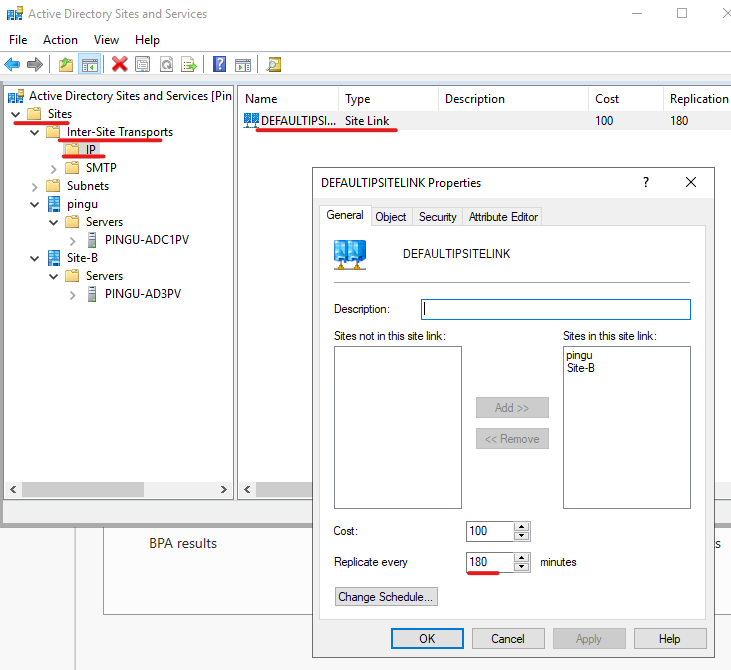 Active Directory Sites and Services
File Action View Help
Active Directory Sites and Services [Pin
Sites
Inter-Site Transports
IP
SMTP
Subnets
pingu
Servers
PINGU-ADC1PV
Site-B
Servers
PINGU-AD3PV
Name Type Description Cost Replication
DEFAULTIPSI... Site Link 100 180
DEFAULTIPSITELINK Properties
? 
General Object Security Attribute Editor
DEFAULTIPSITELINK
Description:
Sites not in this site link: Sites in this site link:
pingu
Site-B
Add >>
<< Remove
Cost: 100
Replicate every 180 minutes
Change Schedule...
OK Cancel Apply Help
BPA results